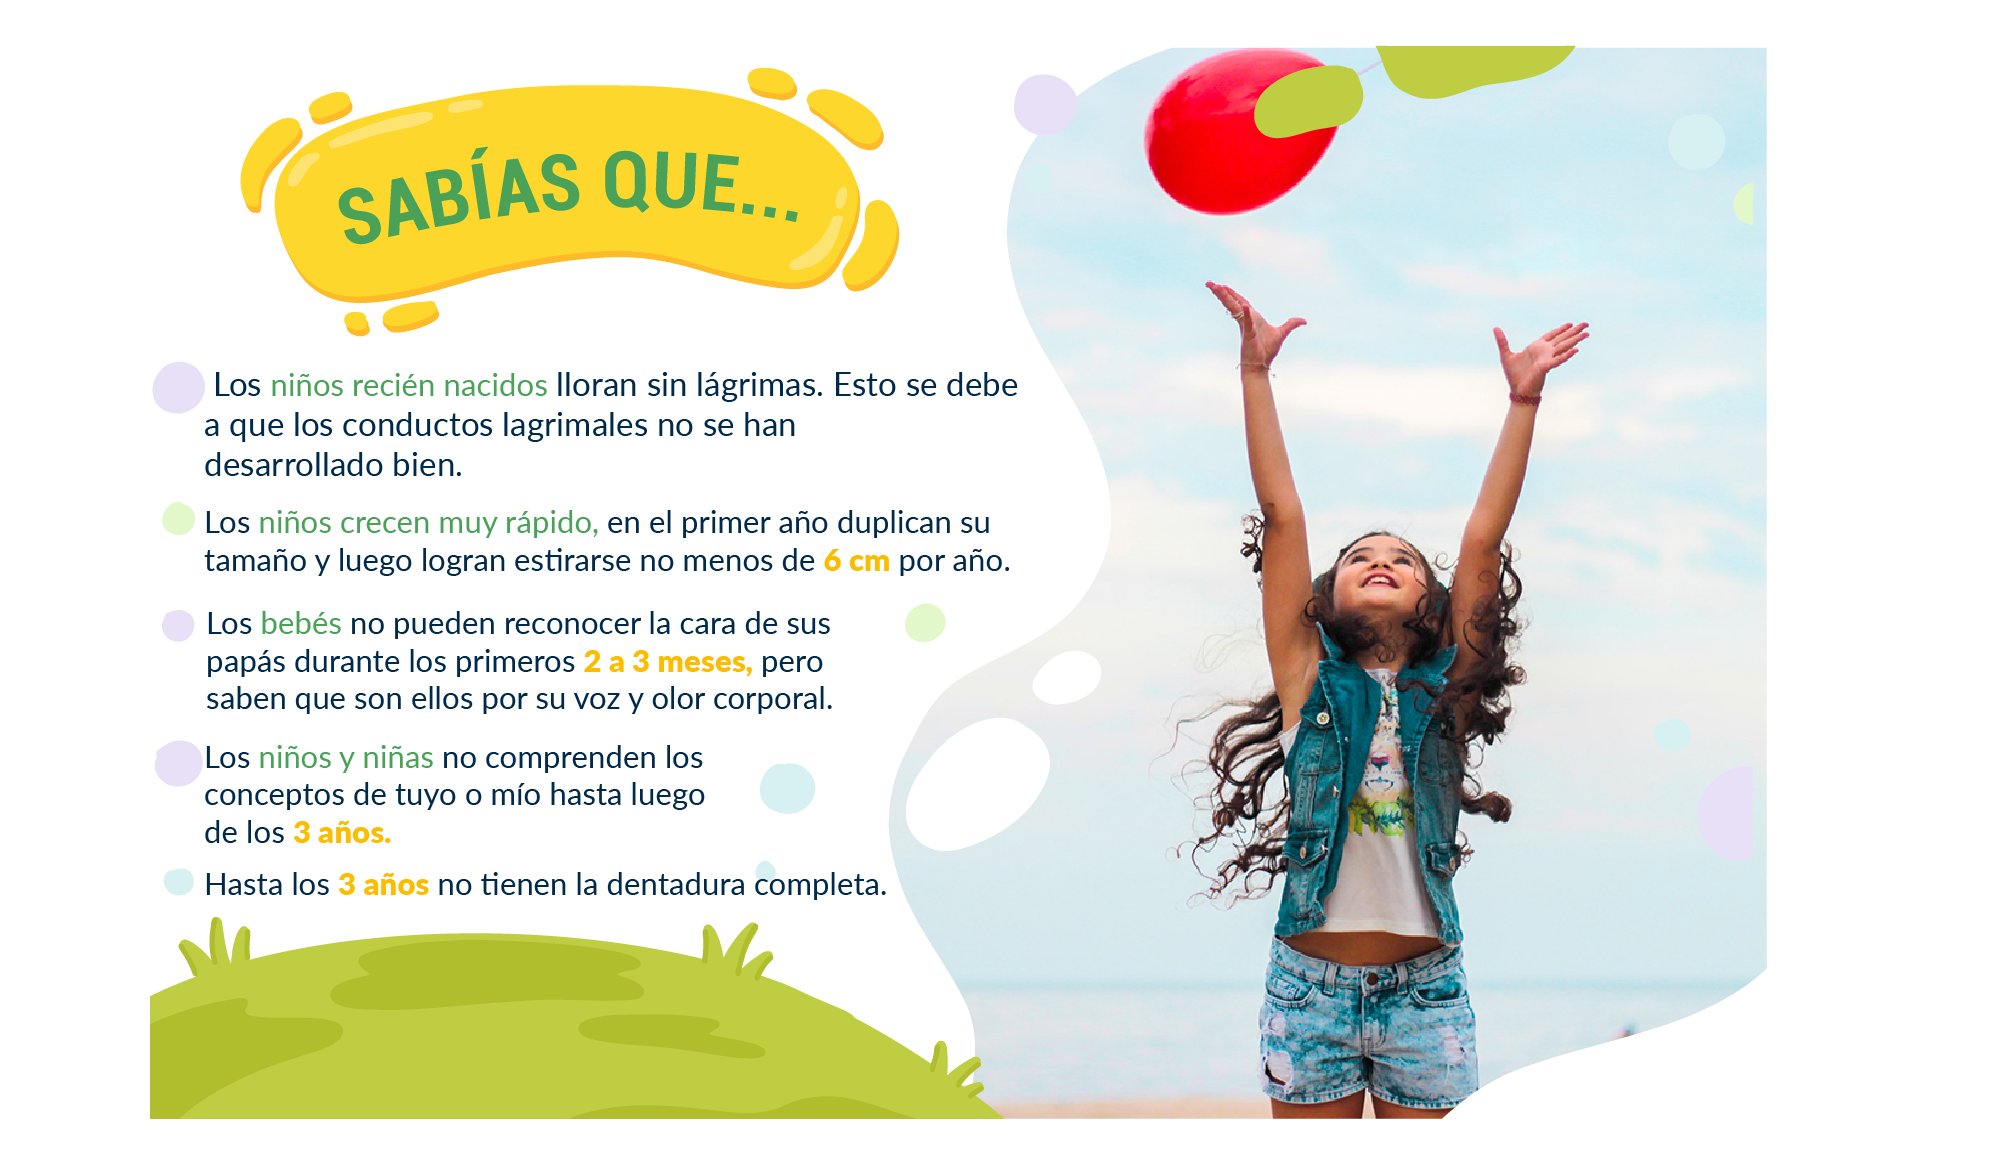 SABÍAS QUE...
Los niños recién nacidos lloran sin lágrimas. Esto se debe
a que los conductos lagrimales no se han
desarrollado bien.
Los niños crecen muy rápido, en el primer año duplican su
tamaño y luego logran estirarse no menos de 6 cm por año.
Los bebés no pueden reconocer la cara de sus
papás durante los primeros 2 a 3 meses, pero
saben que son ellos por su voz y olor corporal.
Los niños y niñas no comprenden los
conceptos de tuyo o mío hasta luego
de los 3 años.
Hasta los 3 años no tienen la dentadura completa.